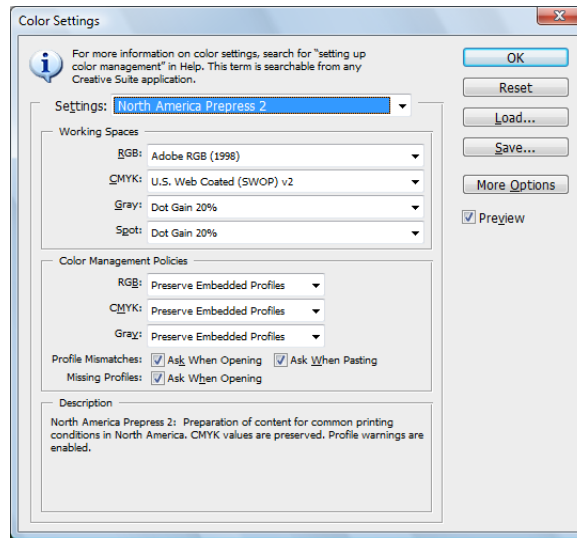 Color Settings
For more information on color settings, search for "setting up
color management" in Help. This term is searchable from any
Creative Suite application.
Settings: North America Prepress 2
Working Spaces
RGB: Adobe RGB (1998)
CMYK: U.S. Web Coated (SWOP) v2
Gray: Dot Gain 20%
Spot: Dot Gain 20%
Color Management Policies
RGB: Preserve Embedded Profiles
CMYK: Preserve Embedded Profiles
Gray: Preserve Embedded Profiles
Profile Mismatches: Ask When Opening Ask When Pasting
Missing Profiles: Ask When Opening
Description
North America Prepress 2: Preparation of content for common printing
conditions in North America. CMYK values are preserved. Profile warnings are
enabled.
OK
Reset
Load...
Save...
More Options
Preview